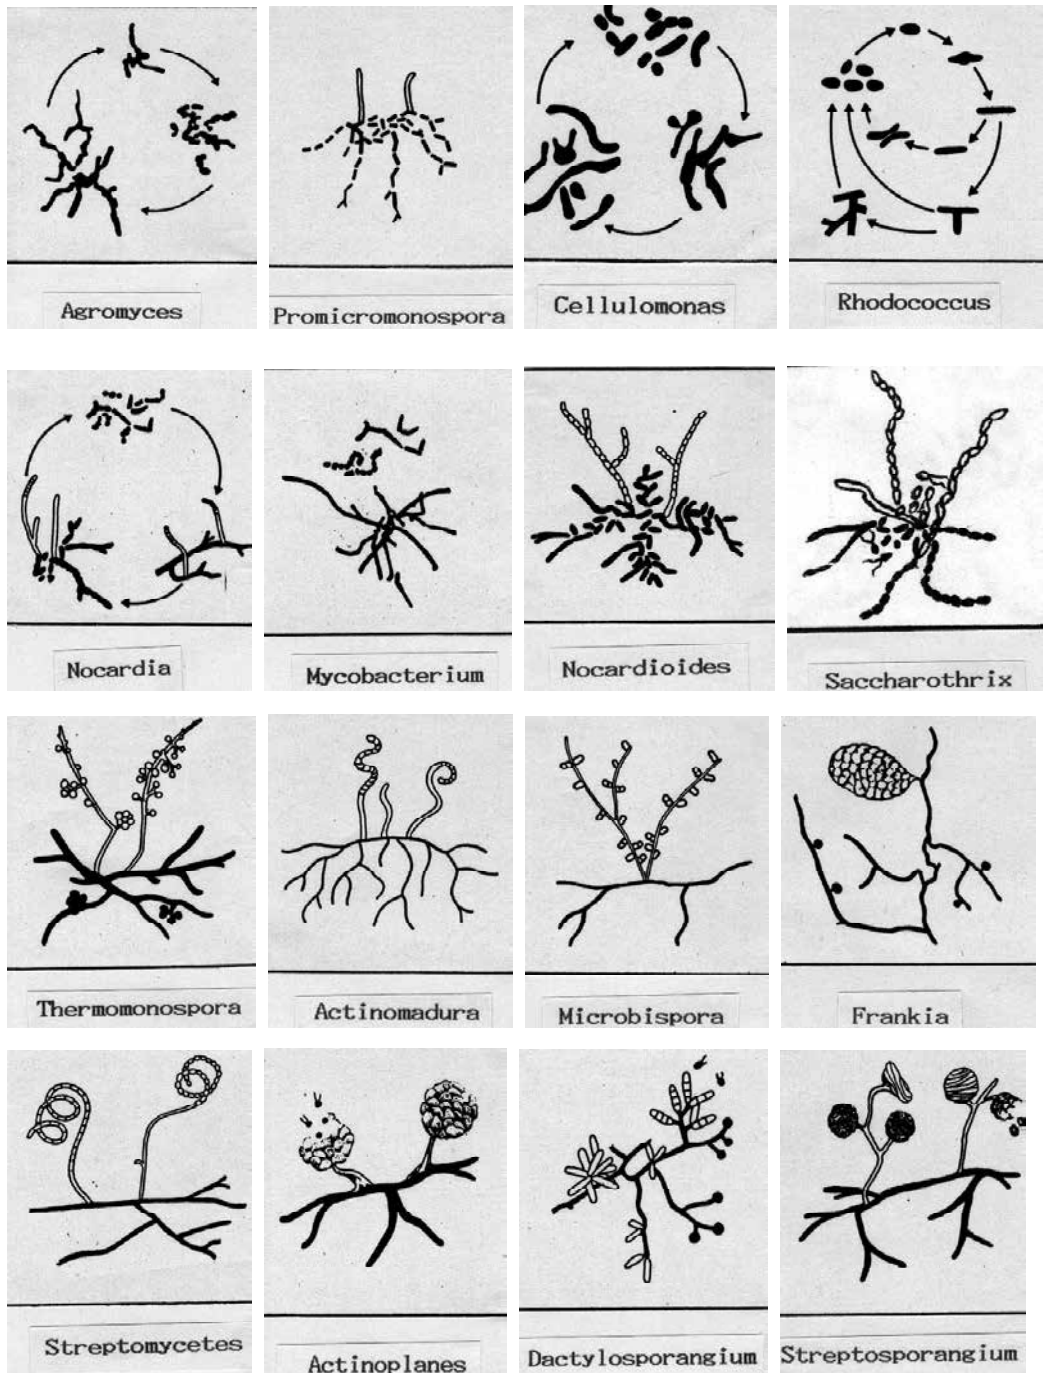 Agromyces
Promicromonospora
Cellulomonas
Rhodococcus
Nocardia
Mycobacterium
Nocardioides
Saccharothrix
Thermomonospora
Actinomadura
Microbispora
Frankia
Streptomycetes
Actinoplanes
Dactylosporangium
Streptosporangium